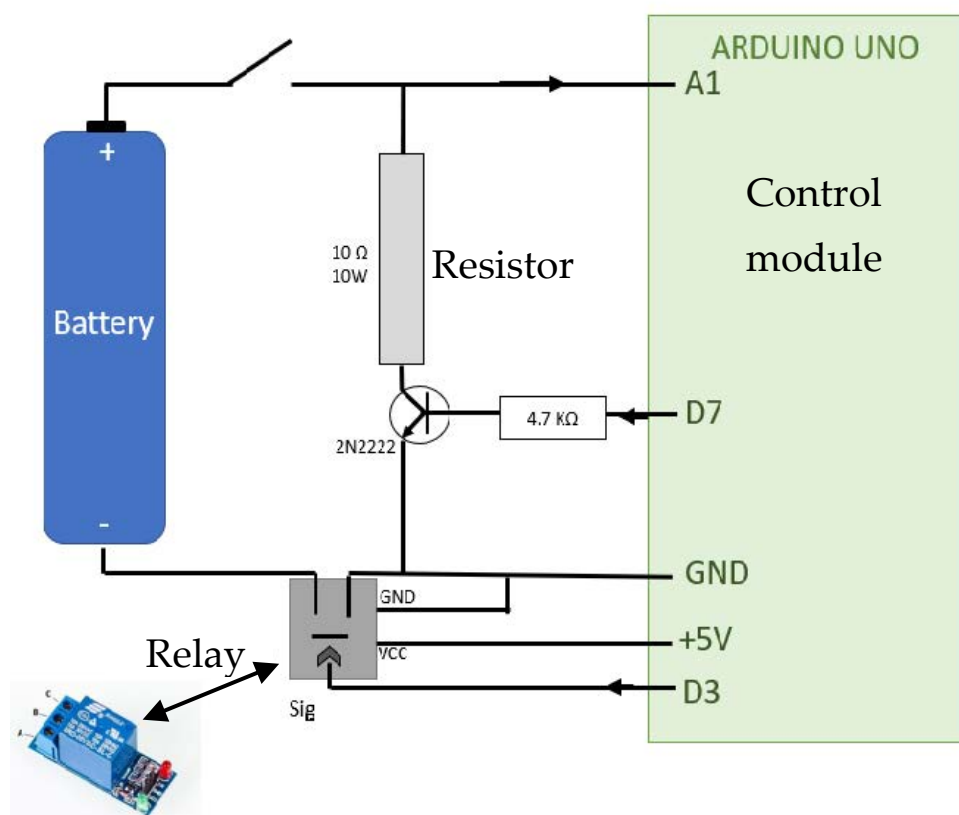 ARDUINO UNO
A1
+
Control
module
10 Ω
10W
Resistor
Battery
D7
4.7 KΩ
2N2222
-
GND
GND
+5V
VCC
Relay
D3
Sig
C
B
A